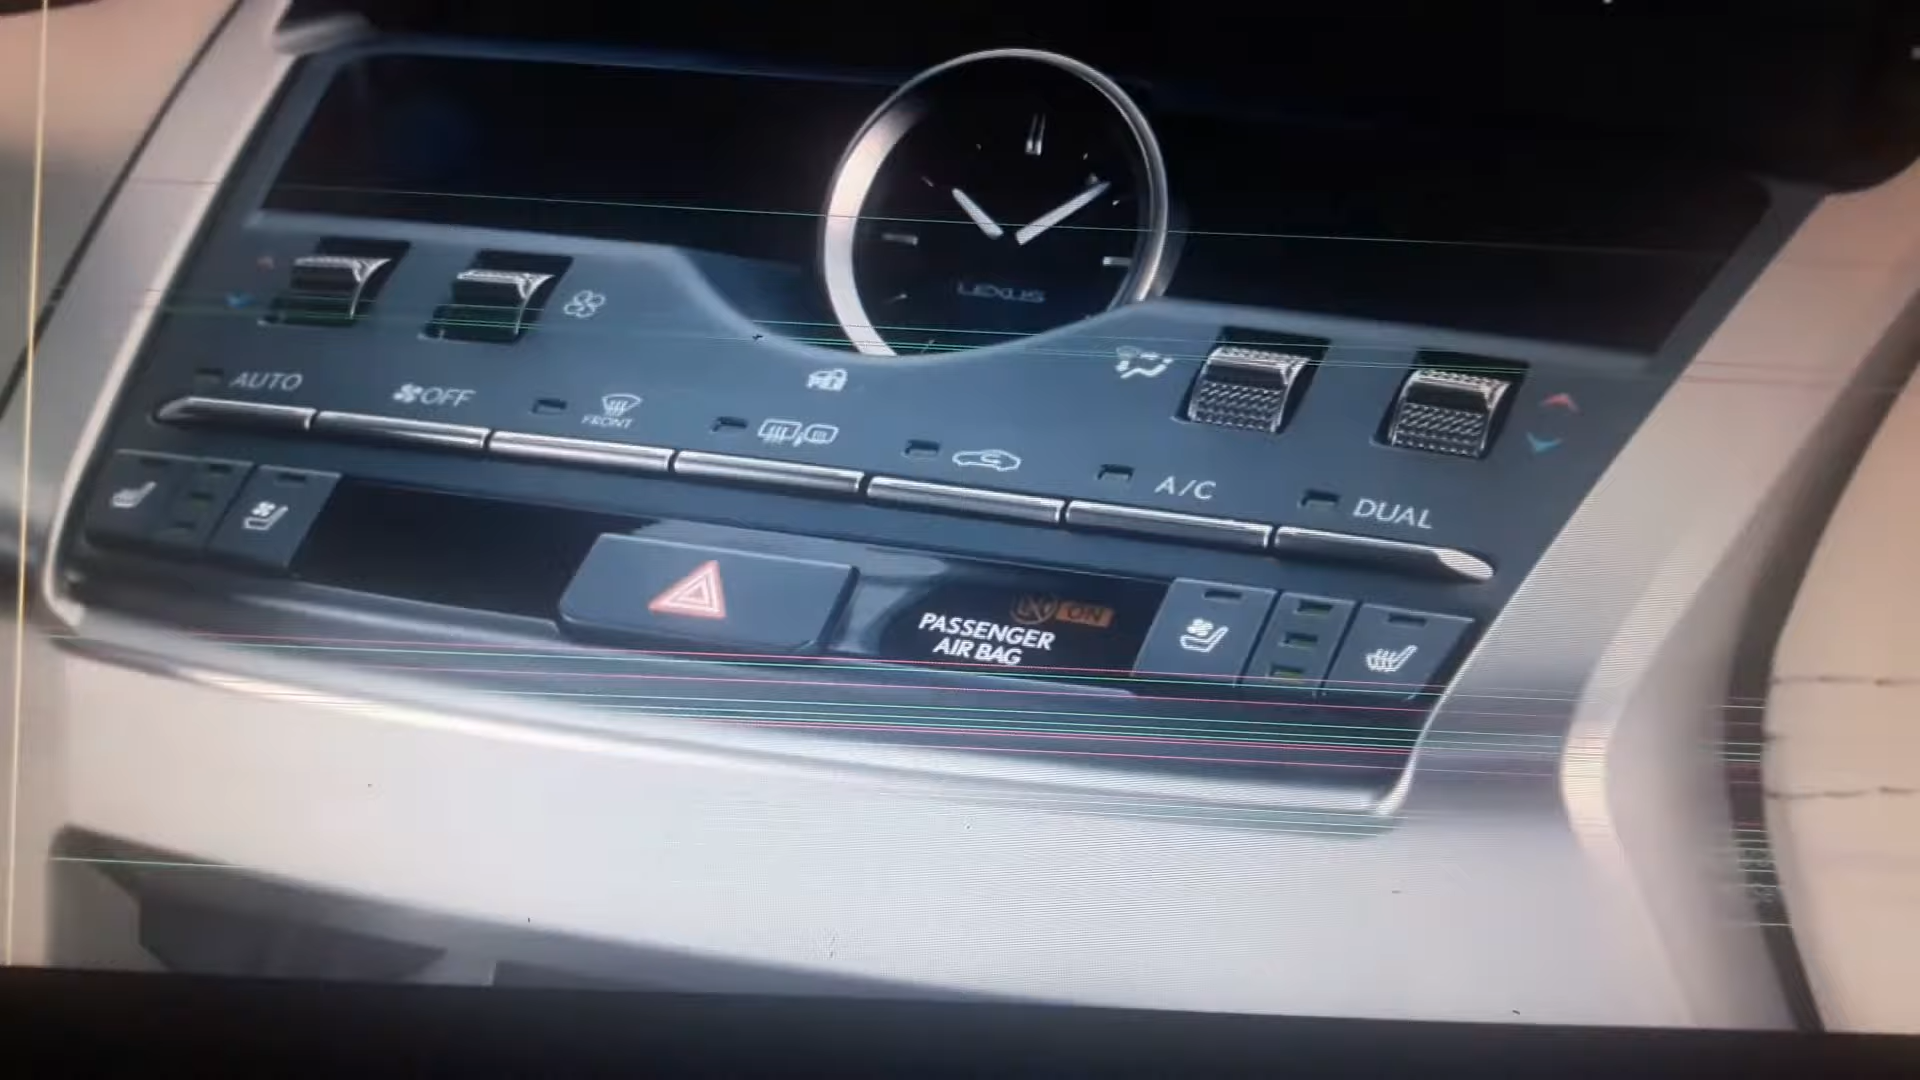 LEXUS
AUTO
OFF
FRONT
A/C
DUAL
ON
PASSENGER
AIR BAG